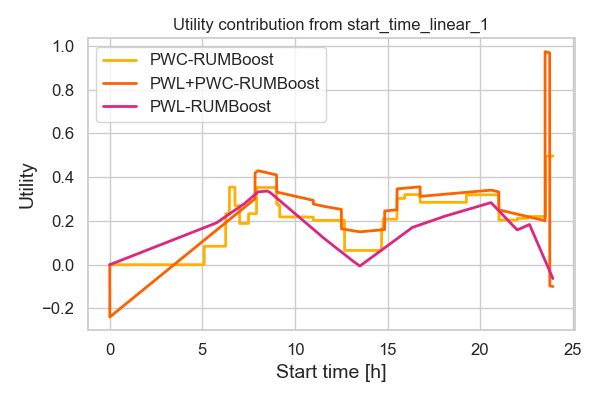 Utility contribution from start_time_linear_1
PWC-RUMBoost
PWL+PWC-RUMBoost
PWL-RUMBoost
Utility
1.0
0.8
0.6
0.4
0.2
0.0
−0.2
0 5 10 15 20 25
Start time [h]